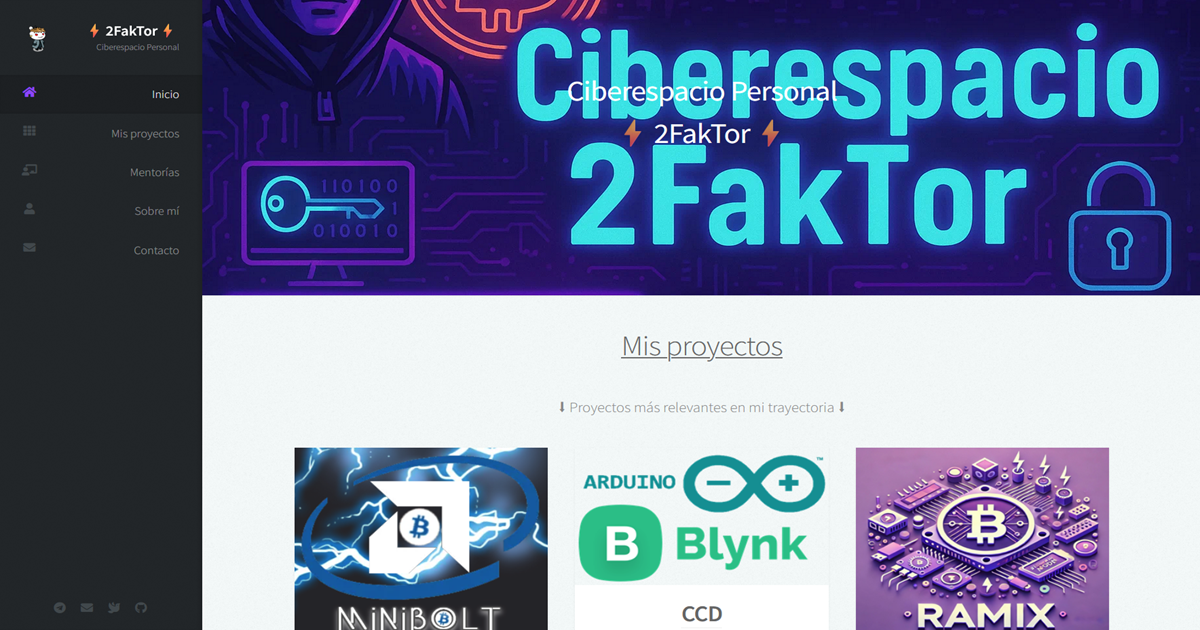 ⚡ 2FakTor ⚡
Ciberespacio Personal
Inicio
Mis proyectos
Mentorías
Sobre mí
Contacto
Ciberespacio
2FakTor
Ciberespacio Personal
⚡ 2FakTor ⚡
110100
1
010010
Mis proyectos
⬇ Proyectos más relevantes en mi trayectoria ⬇
MiNiBOLT
ARDUINO
™
B Blynk
CCD
RAMIX